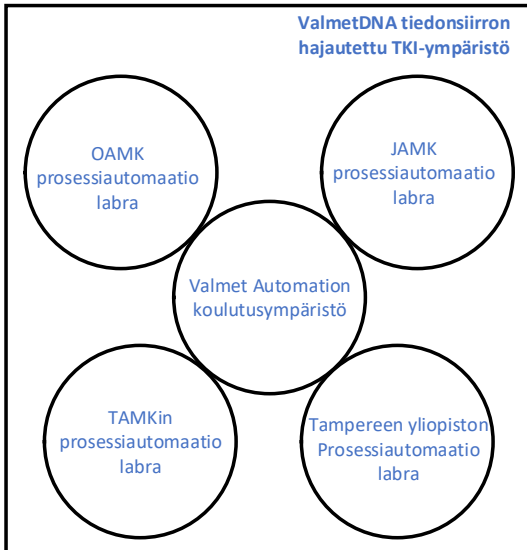 ValmetDNA tiedonsiirron
hajautettu TKI-ympäristö
OAMK
prosessiautomaatio
labra
JAMK
prosessiautomaatio
labra
Valmet Automation
koulutusympäristö
TAMKin
prosessiautomaatio
labra
Tampereen yliopiston
Prosessiautomaatio
labra